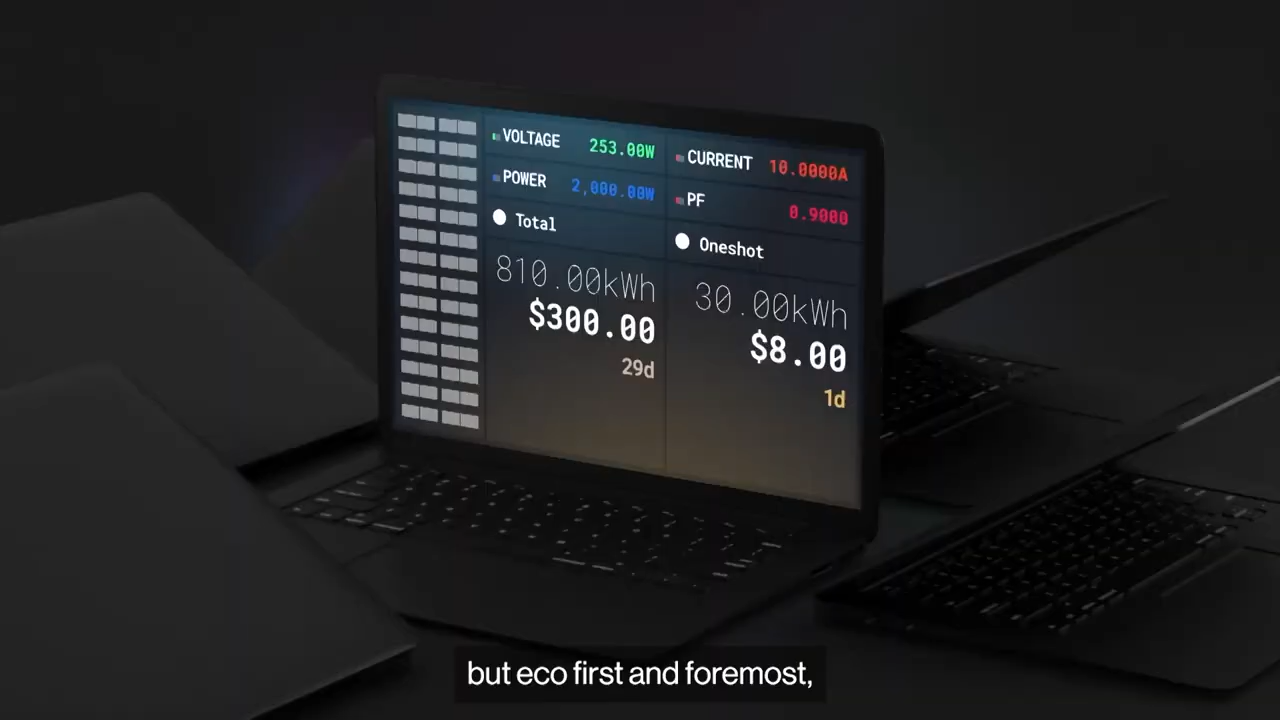 VOLTAGE 253.00W
CURRENT 10.0000A
POWER 2,000.00W
PF 0.9000
Total
Oneshot
810.00kWh
$300.00
29d
30.00kWh
$8.00
1d
but eco first and foremost,